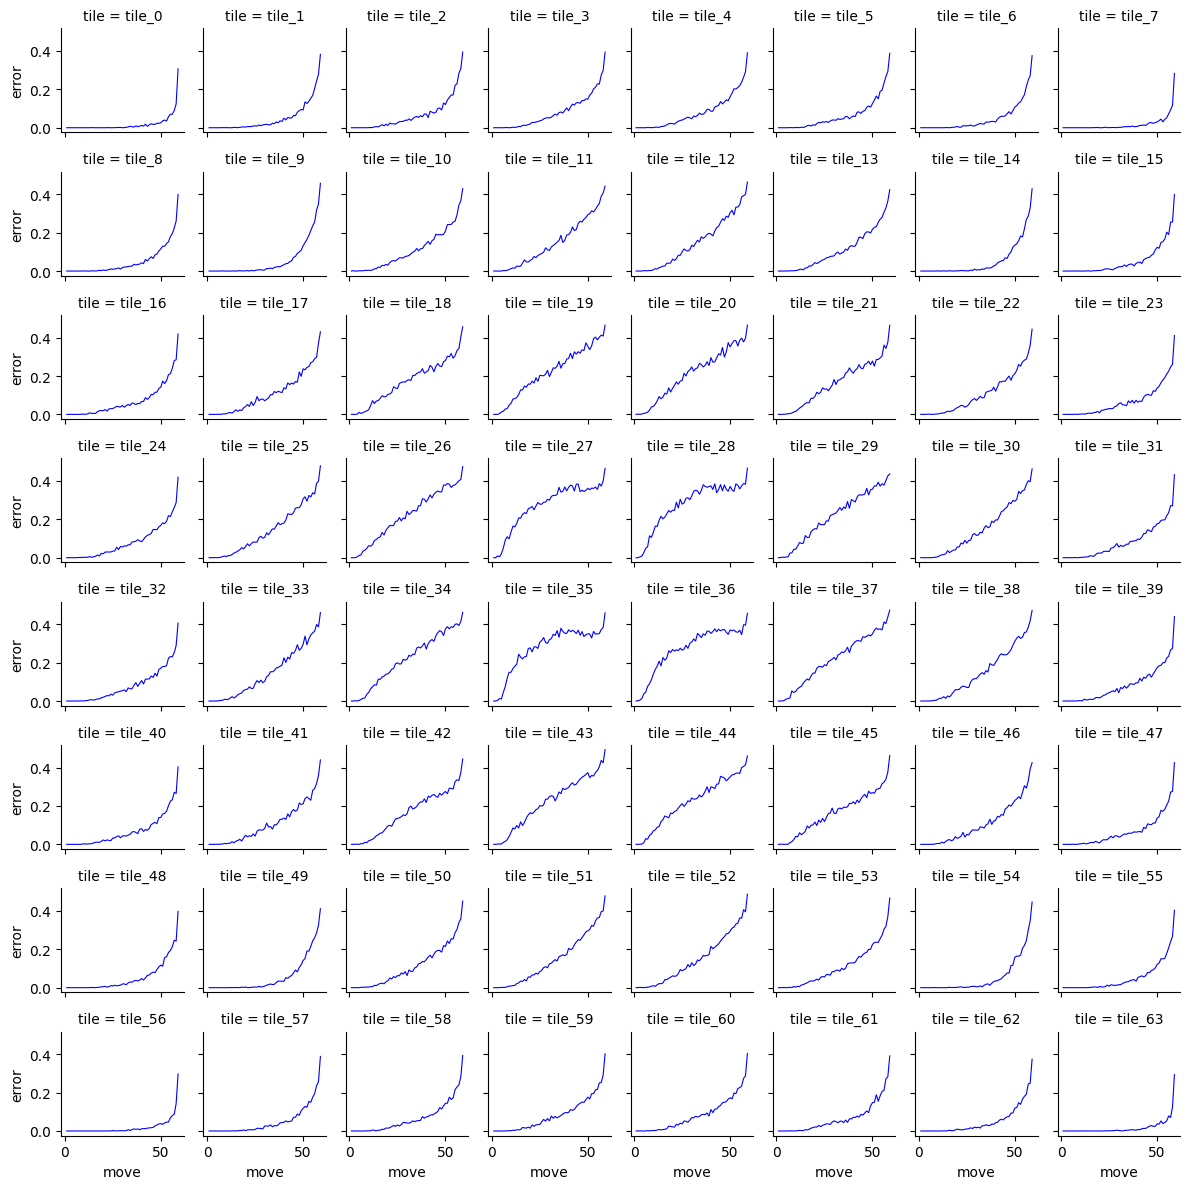 tile = tile_0 tile = tile_1 tile = tile_2 tile = tile_3 tile = tile_4 tile = tile_5 tile = tile_6 tile = tile_7
0.4
error
0.2
0.0
tile = tile_8 tile = tile_9 tile = tile_10 tile = tile_11 tile = tile_12 tile = tile_13 tile = tile_14 tile = tile_15
0.4
error
0.2
0.0
tile = tile_16 tile = tile_17 tile = tile_18 tile = tile_19 tile = tile_20 tile = tile_21 tile = tile_22 tile = tile_23
0.4
error
0.2
0.0
tile = tile_24 tile = tile_25 tile = tile_26 tile = tile_27 tile = tile_28 tile = tile_29 tile = tile_30 tile = tile_31
0.4
error
0.2
0.0
tile = tile_32 tile = tile_33 tile = tile_34 tile = tile_35 tile = tile_36 tile = tile_37 tile = tile_38 tile = tile_39
0.4
error
0.2
0.0
tile = tile_40 tile = tile_41 tile = tile_42 tile = tile_43 tile = tile_44 tile = tile_45 tile = tile_46 tile = tile_47
0.4
error
0.2
0.0
tile = tile_48 tile = tile_49 tile = tile_50 tile = tile_51 tile = tile_52 tile = tile_53 tile = tile_54 tile = tile_55
0.4
error
0.2
0.0
tile = tile_56 tile = tile_57 tile = tile_58 tile = tile_59 tile = tile_60 tile = tile_61 tile = tile_62 tile = tile_63
0.4
error
0.2
0.0
0 50 0 50 0 50 0 50 0 50 0 50 0 50 0 50
move move move move move move move move